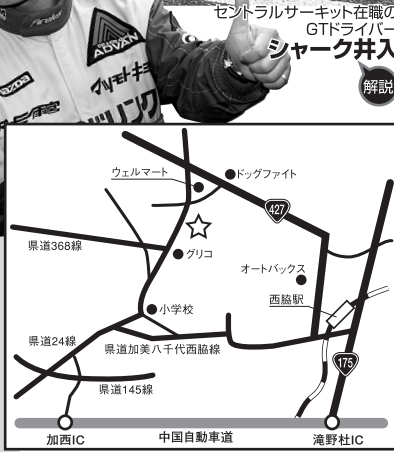 セントラルサーキット在職の
GTドライバー
シャーク井入
解説
ADVAN
mazda
ウェルマート
ドッグファイト
427
県道368線
グリコ
オートバックス
西脇駅
小学校
県道24線
県道加美八千代西脇線
県道145線
175
加西IC
中国自動車道
滝野杜IC